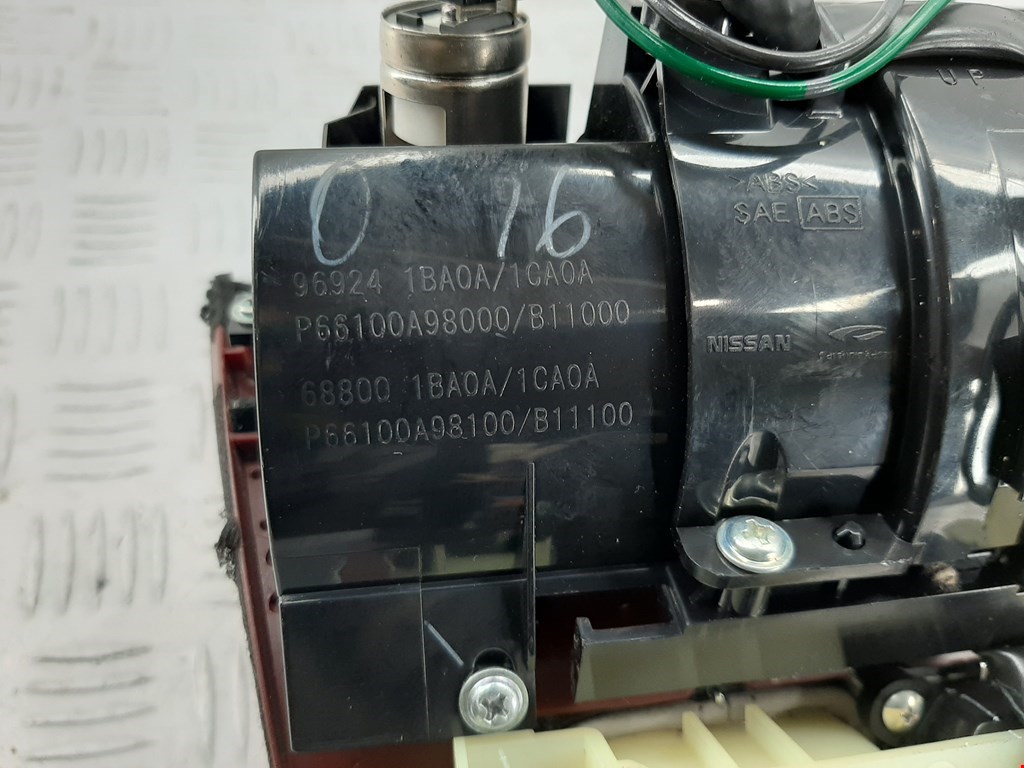 UP
>ABS<
SAE ABS
0 16
96924 1BA0A/1CA0A
P66100A98000/B11000
NISSAN
68800 1BA0A/1CA0A
P66100A98100/B11100